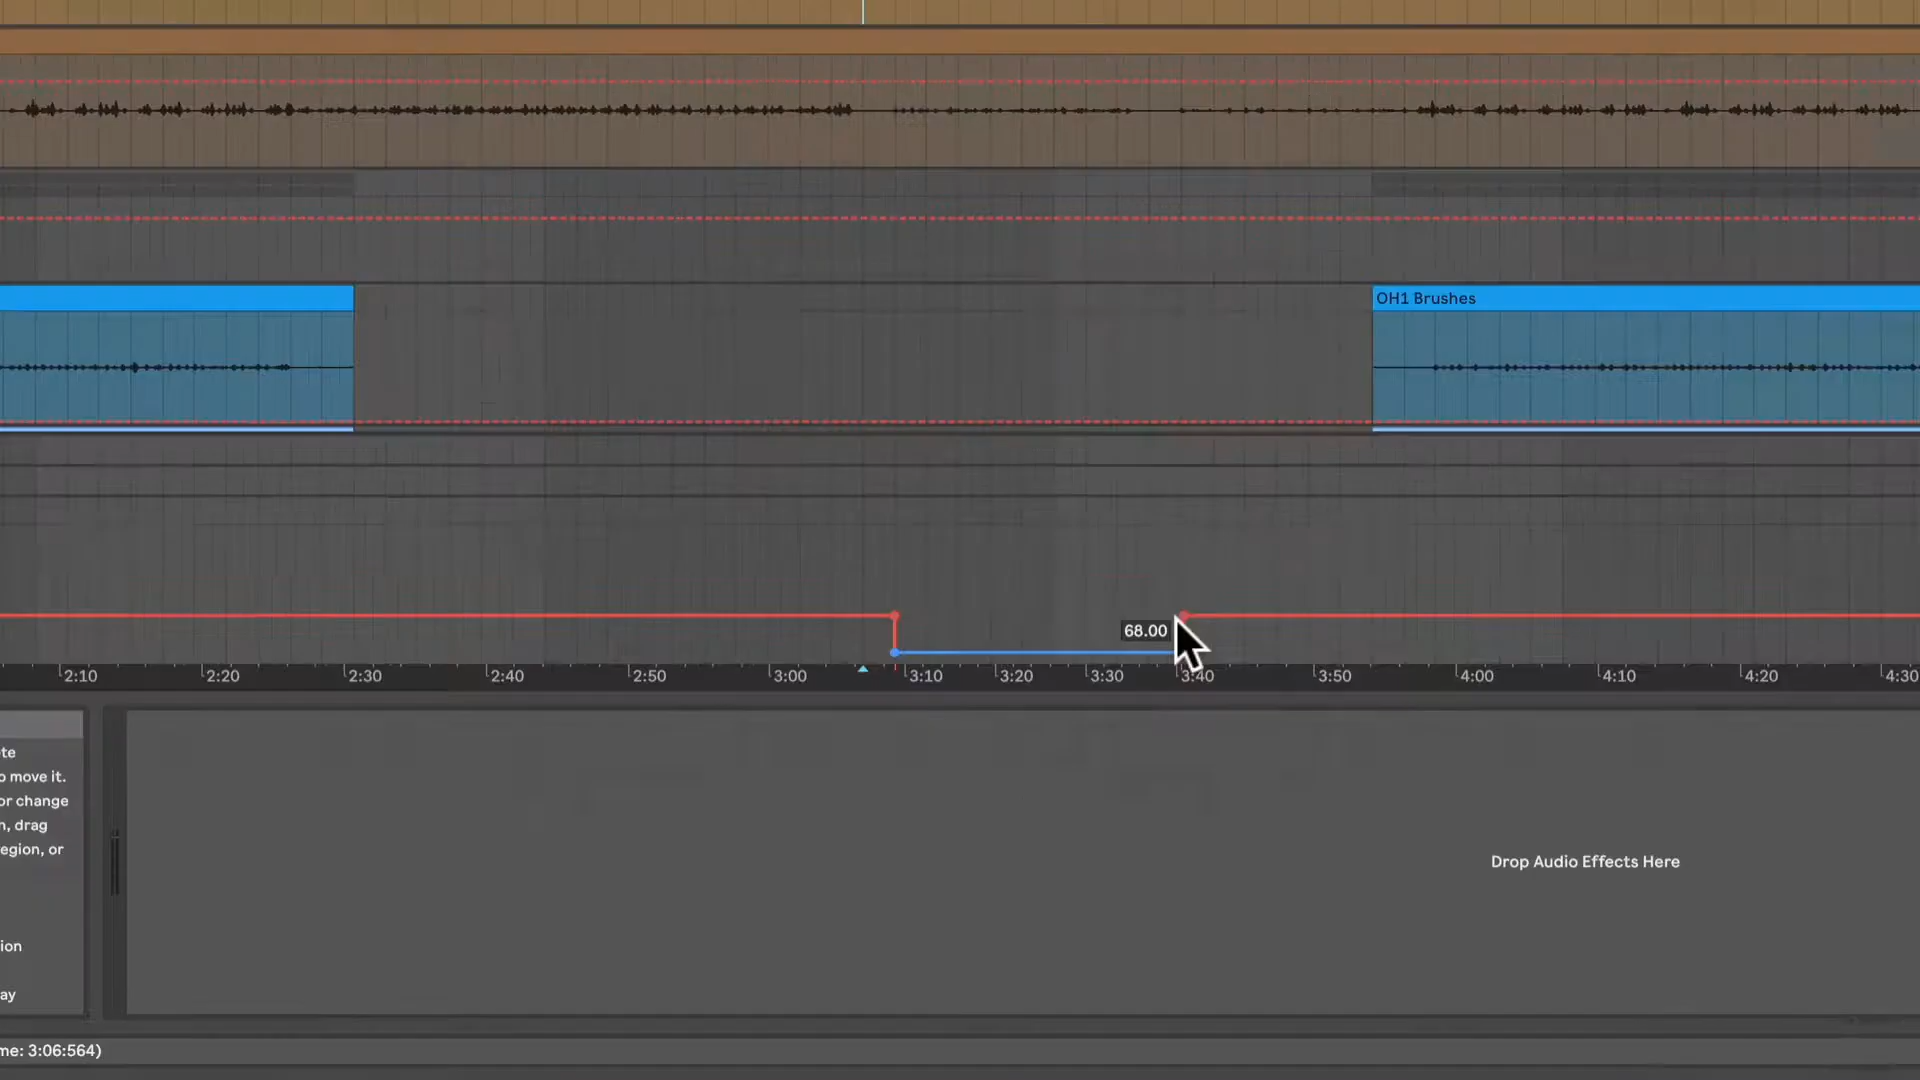 OH1 Brushes
68.00
2:10 2:20 2:30 2:40 2:50 3:00 3:10 3:20 3:30 3:40 3:50 4:00 4:10 4:20 4:30
te
o move it.
or change
n, drag
egion, or
Drop Audio Effects Here
ion
ay
me: 3:06:564)